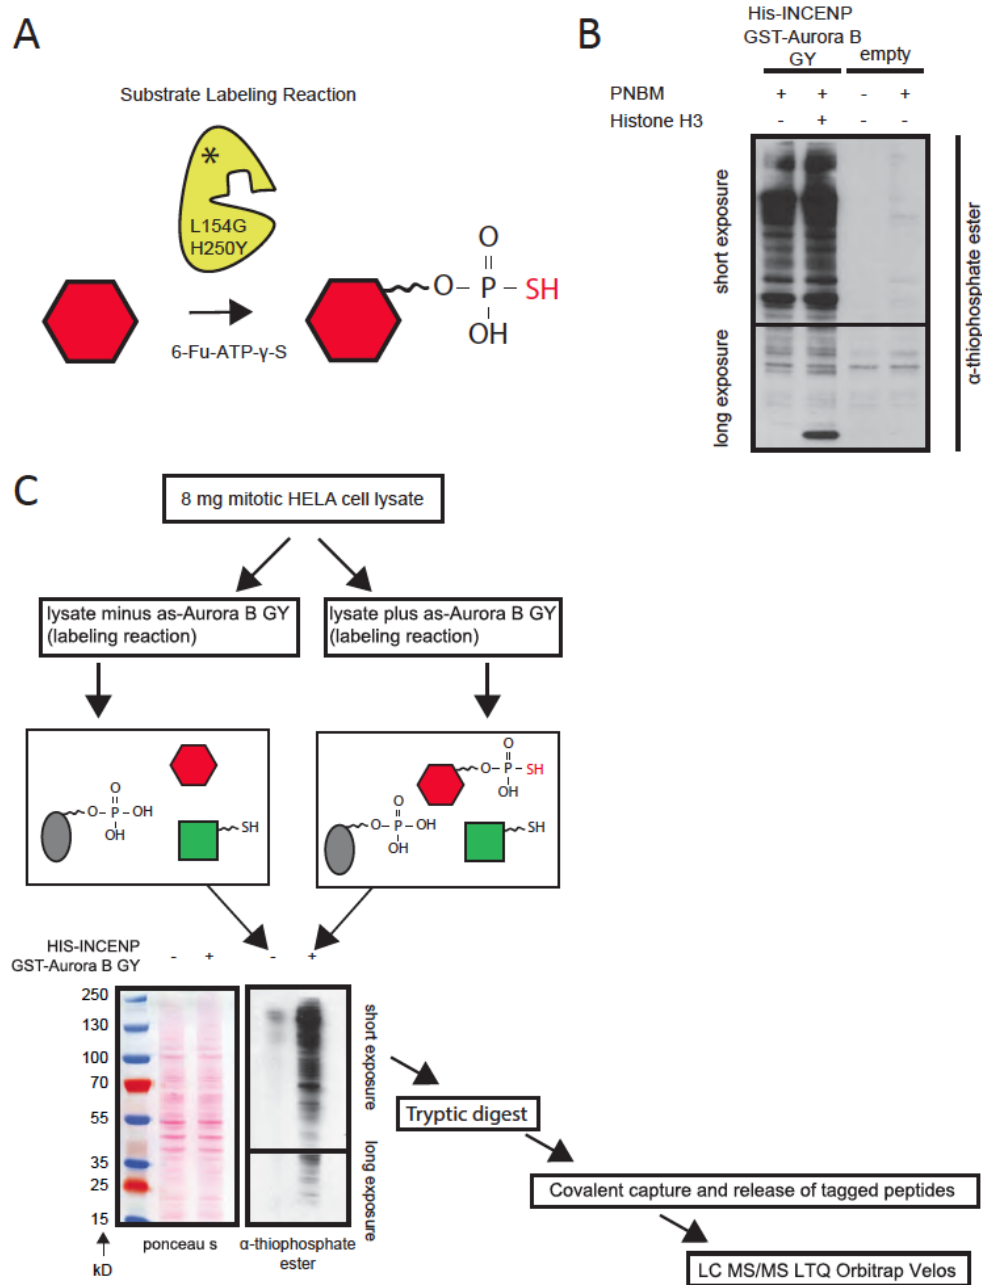 A
Substrate Labeling Reaction
*
L154G
H250Y
6-Fu-ATP-γ-S
O
O – P – SH
OH
B
His-INCENP
GST-Aurora B
GY
empty
PNBM + + - +
Histone H3 - + - -
short exposure
long exposure
α-thiophosphate ester
C
8 mg mitotic HELA cell lysate
lysate minus as-Aurora B GY
(labeling reaction)
lysate plus as-Aurora B GY
(labeling reaction)
O
O – P – OH
OH
SH
O
O – P – SH
OH
O
O – P – OH
OH
SH
HIS-INCENP
GST-Aurora B GY
- + - +
250
130
100
70
55
35
25
15
kD
ponceau s
α-thiophosphate
ester
short exposure
long exposure
Tryptic digest
Covalent capture and release of tagged peptides
LC MS/MS LTQ Orbitrap Velos